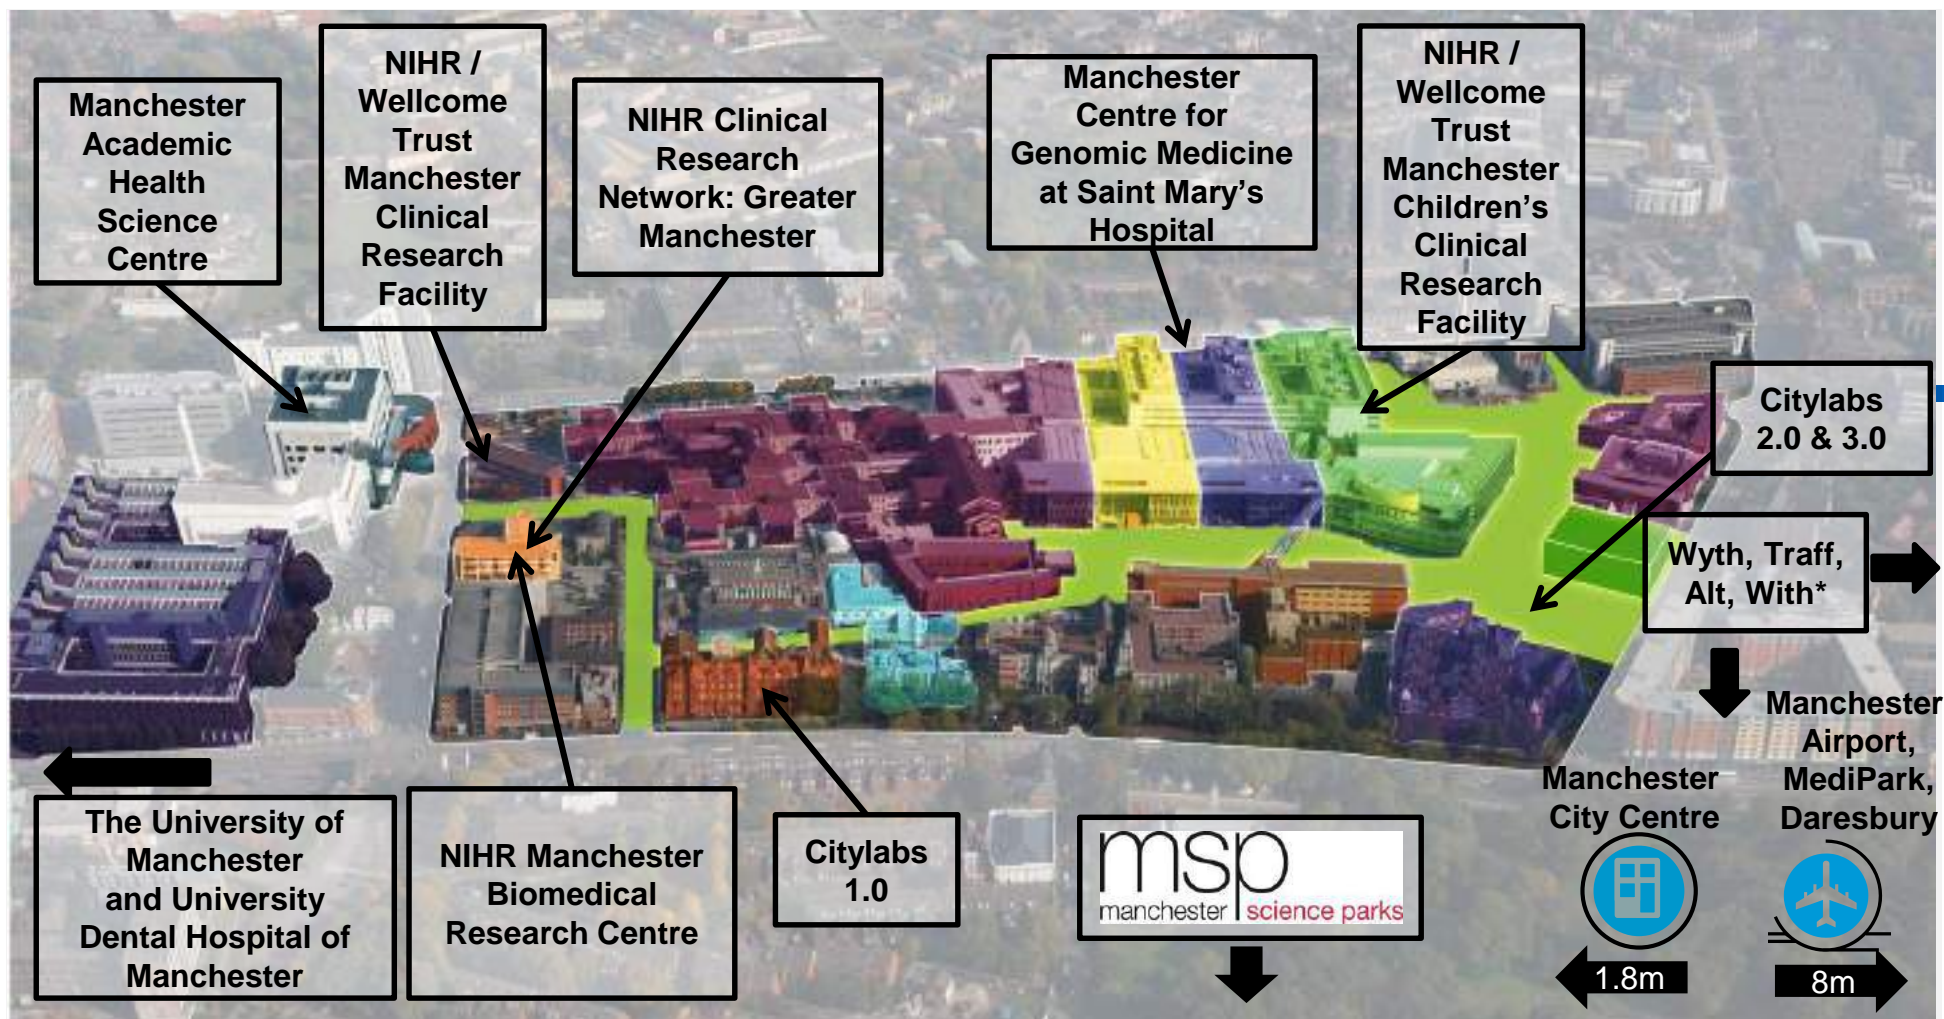 Manchester
Academic
Health
Science
Centre
NIHR /
Wellcome
Trust
Manchester
Clinical
Research
Facility
NIHR Clinical
Research
Network: Greater
Manchester
Manchester
Centre for
Genomic Medicine
at Saint Mary’s
Hospital
NIHR /
Wellcome
Trust
Manchester
Children’s
Clinical
Research
Facility
Citylabs
2.0 & 3.0
Wyth, Traff,
Alt, With*
The University of
Manchester
and University
Dental Hospital of
Manchester
NIHR Manchester
Biomedical
Research Centre
Citylabs
1.0
msp
manchester science parks
Manchester
City Centre
1.8m
Manchester
Airport,
MediPark,
Daresbury
8m